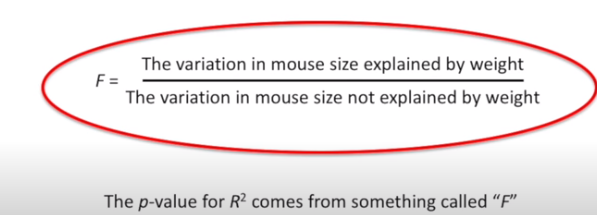 The variation in mouse size explained by weight
F =
The variation in mouse size not explained by weight
The p-value for R² comes from something called “F”